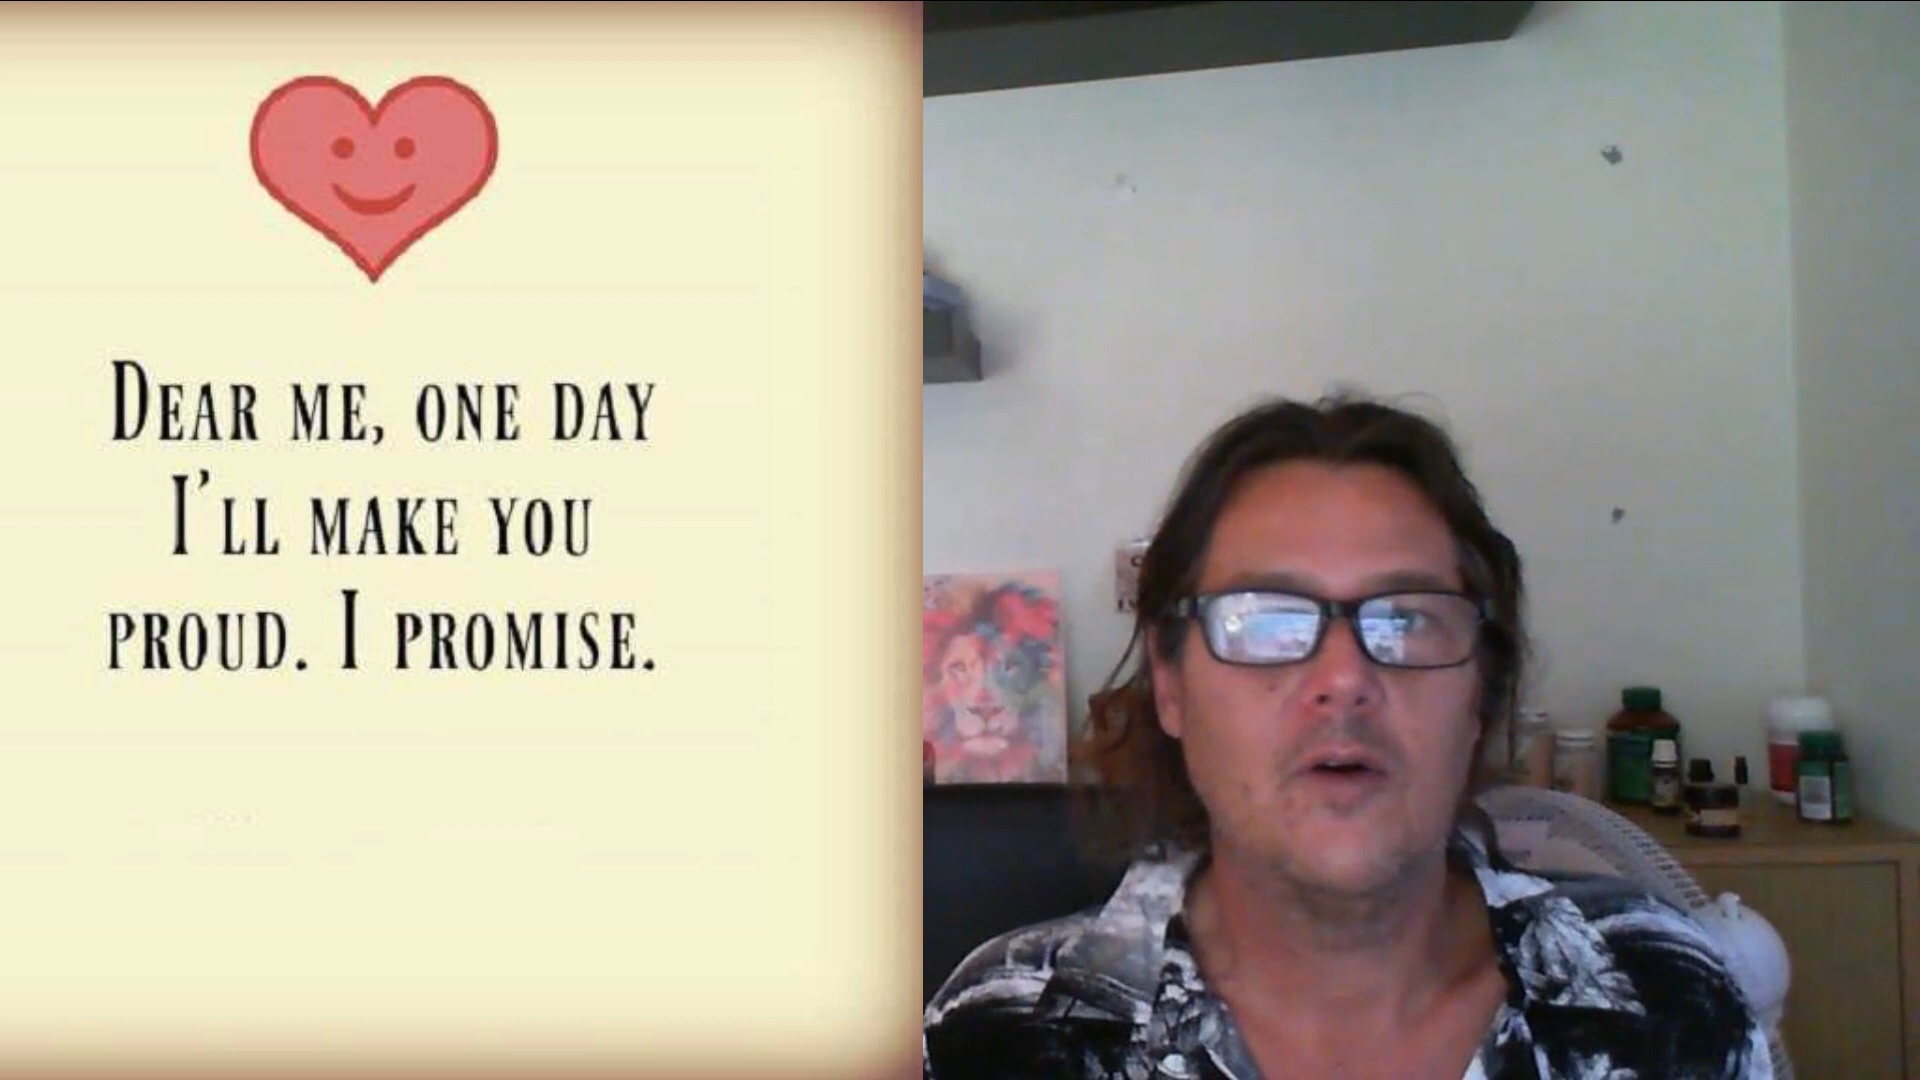 Dear me, one day
I'll make you
proud. I promise.